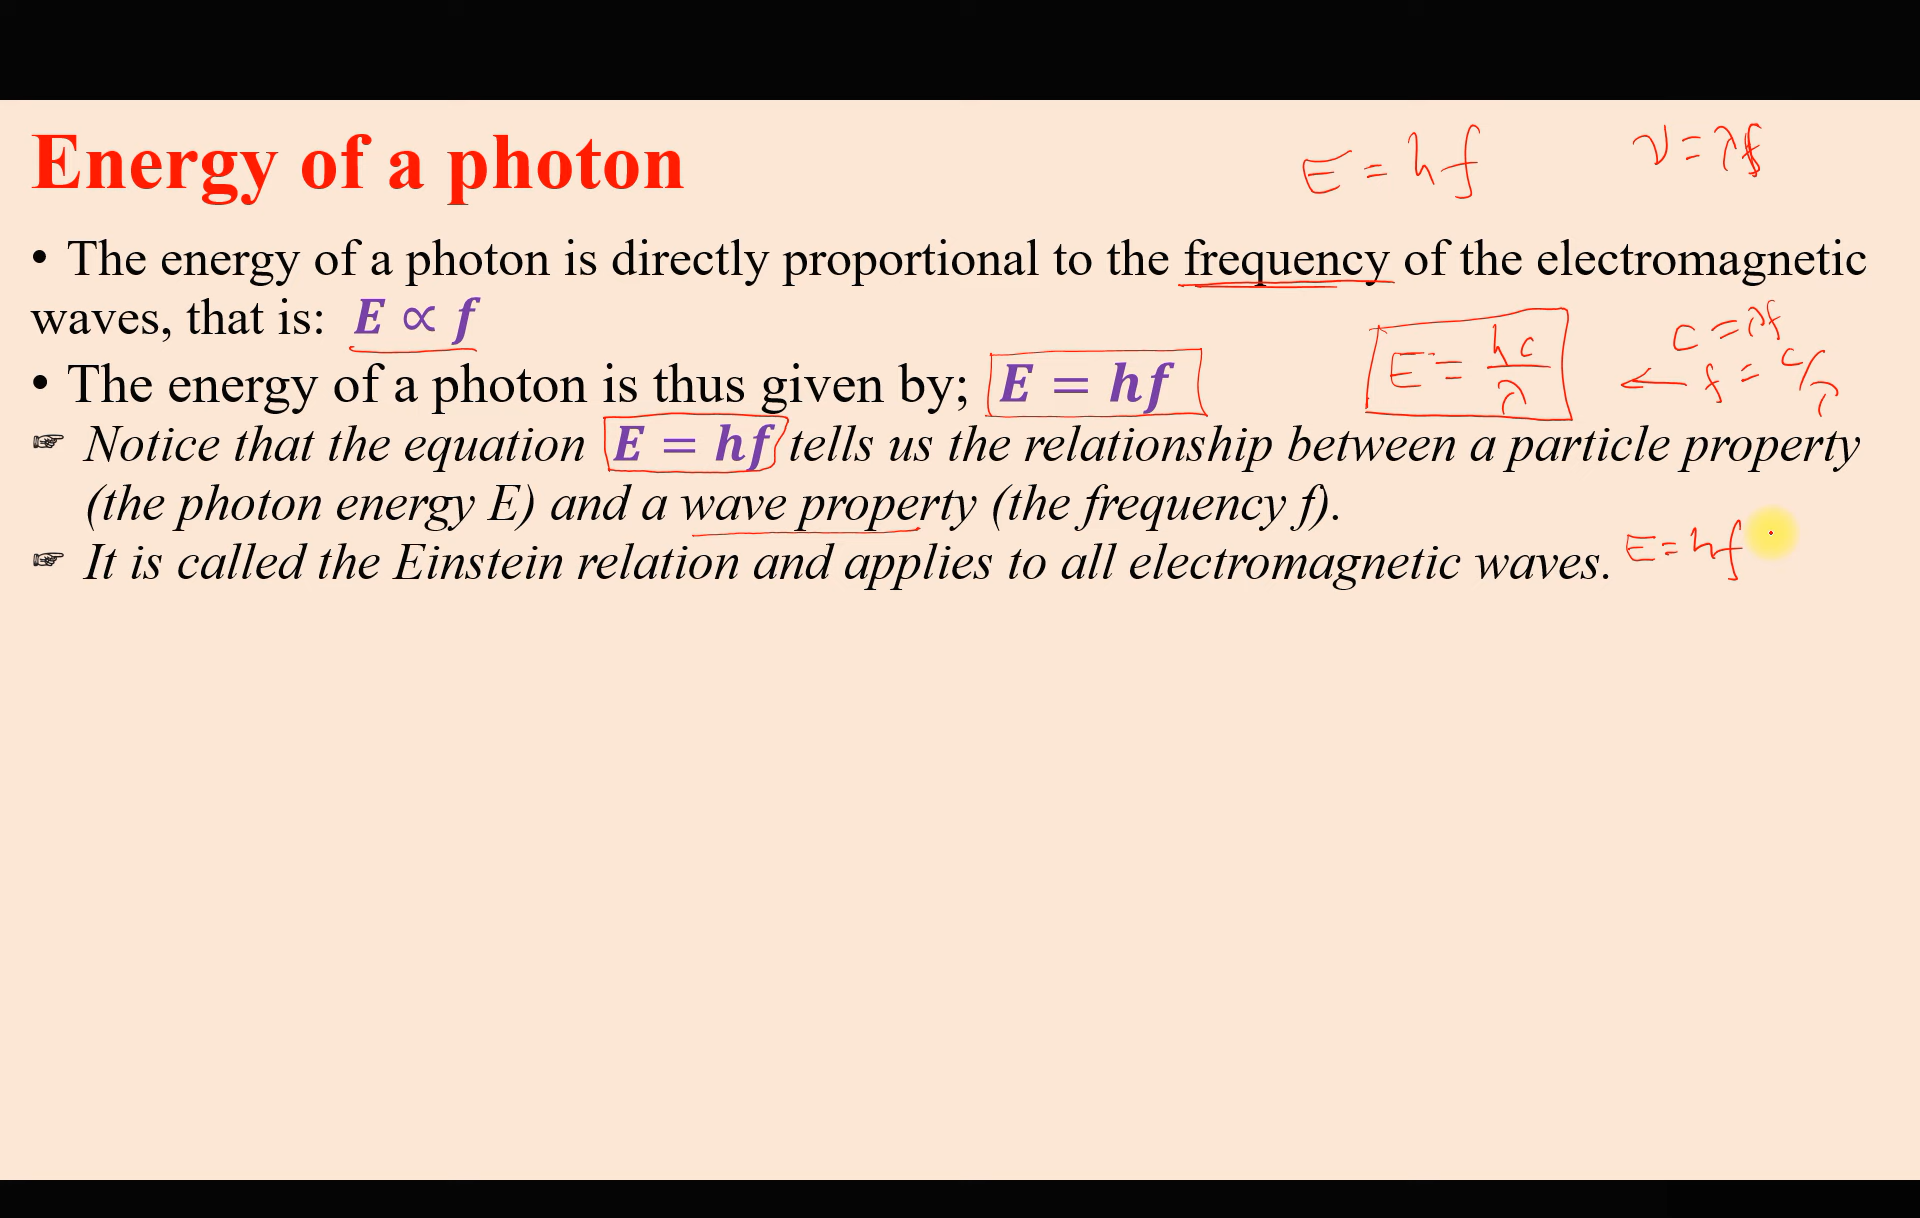 Energy of a photon
E = hf
v = λf
• The energy of a photon is directly proportional to the frequency of the electromagnetic
waves, that is: E ∝ f
c = λf
• The energy of a photon is thus given by; E = hf
E = hc/λ
← f = c/λ
☞ Notice that the equation E = hf tells us the relationship between a particle property
(the photon energy E) and a wave property (the frequency f).
☞ It is called the Einstein relation and applies to all electromagnetic waves.
E = hf